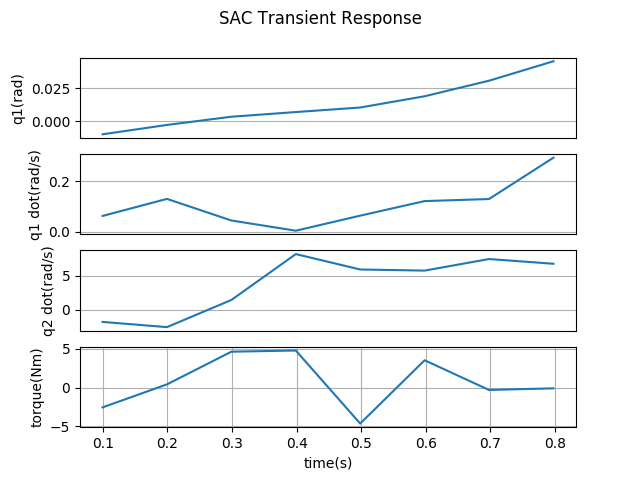 SAC Transient Response
q1(rad)
0.025
0.000
q1 dot(rad/s)
0.2
0.0
q2 dot(rad/s)
5
0
torque(Nm)
5
0
−5
0.1 0.2 0.3 0.4 0.5 0.6 0.7 0.8
time(s)